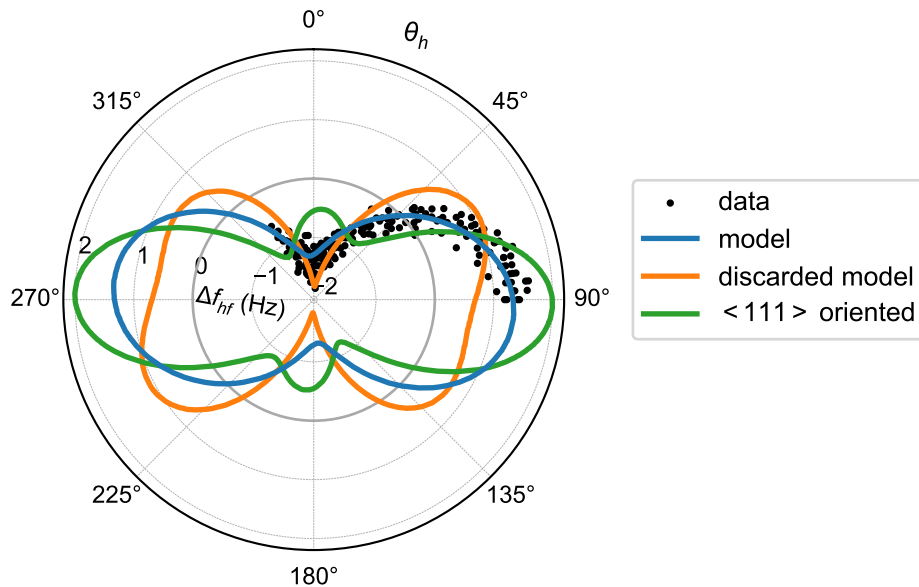 0°
θh
315°
45°
2
1
0
−1
−2
Δfhf (Hz)
270°
90°
225°
135°
180°
data
model
discarded model
<111> oriented